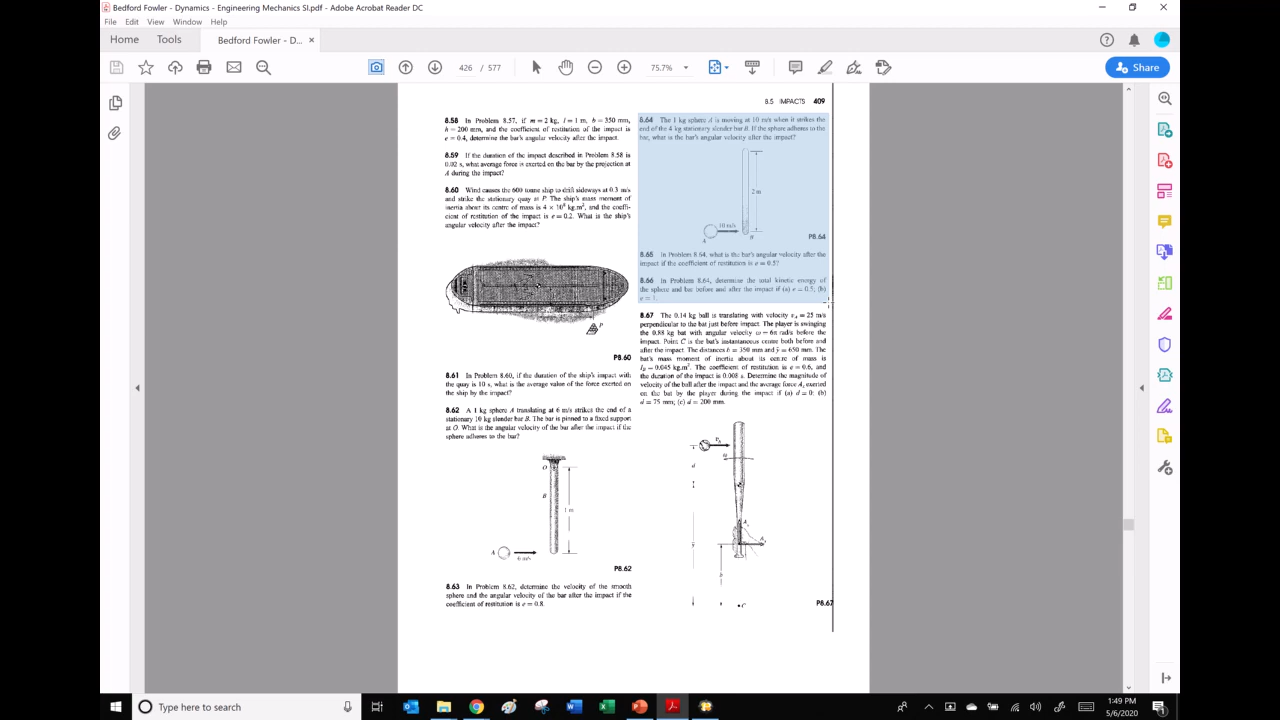 Bedford Fowler - Dynamics - Engineering Mechanics SI.pdf - Adobe Acrobat Reader DC
File Edit View Window Help
Home Tools Bedford Fowler - D... ×
426 / 577 75.7% Share
8.5 IMPACTS 409
8.58 In Problem 8.57, if m = 2 kg, l = 1 m, b = 350 mm,
h = 200 mm, and the coefficient of restitution of the impact is
e = 0.4, determine the bar's angular velocity after the impact.
8.59 If the duration of the impact described in Problem 8.58 is
0.02 s, what average force is exerted on the bar by the projection at
A during the impact?
8.60 Wind causes the 600 tonne ship to drift sideways at 0.3 m/s
and strike the stationary quay at P. The ship's mass moment of
inertia about its centre of mass is 4 × 10⁸ kg.m², and the coeffi-
cient of restitution of the impact is e = 0.2. What is the ship's
angular velocity after the impact?
P
P8.60
8.61 In Problem 8.60, if the duration of the ship's impact with
the quay is 10 s, what is the average value of the force exerted on
the ship by the impact?
8.62 A 1 kg sphere A translating at 6 m/s strikes the end of a
stationary 10 kg slender bar B. The bar is pinned to a fixed support
at O. What is the angular velocity of the bar after the impact if the
sphere adheres to the bar?
O
B
1 m
A
6 m/s
P8.62
8.63 In Problem 8.62, determine the velocity of the smooth
sphere and the angular velocity of the bar after the impact if the
coefficient of restitution is e = 0.8.
8.64 The 1 kg sphere A is moving at 10 m/s when it strikes the
end of the 4 kg stationary slender bar B. If the sphere adheres to the
bar, what is the bar's angular velocity after the impact?
2 m
10 m/s
A
B
P8.64
8.65 In Problem 8.64, what is the bar's angular velocity after the
impact if the coefficient of restitution is e = 0.5?
8.66 In Problem 8.64, determine the total kinetic energy of
the sphere and bar before and after the impact if (a) e = 0.5; (b)
e = 1.
8.67 The 0.14 kg ball is translating with velocity vA = 25 m/s
perpendicular to the bat just before impact. The player is swinging
the 0.88 kg bat with angular velocity ω = 6π rad/s before the
impact. Point C is the bat's instantaneous centre both before and
after the impact. The distances b = 350 mm and ȳ = 650 mm. The
bat's mass moment of inertia about its centre of mass is
IB = 0.045 kg.m². The coefficient of restitution is e = 0.6, and
the duration of the impact is 0.008 s. Determine the magnitude of
velocity of the ball after the impact and the average force Ax exerted
on the bat by the player during the impact if (a) d = 0; (b)
d = 75 mm; (c) d = 200 mm.
vA
d
ω
ȳ
Ay
Ax
b
C
P8.67
Type here to search
1:49 PM
5/6/2020